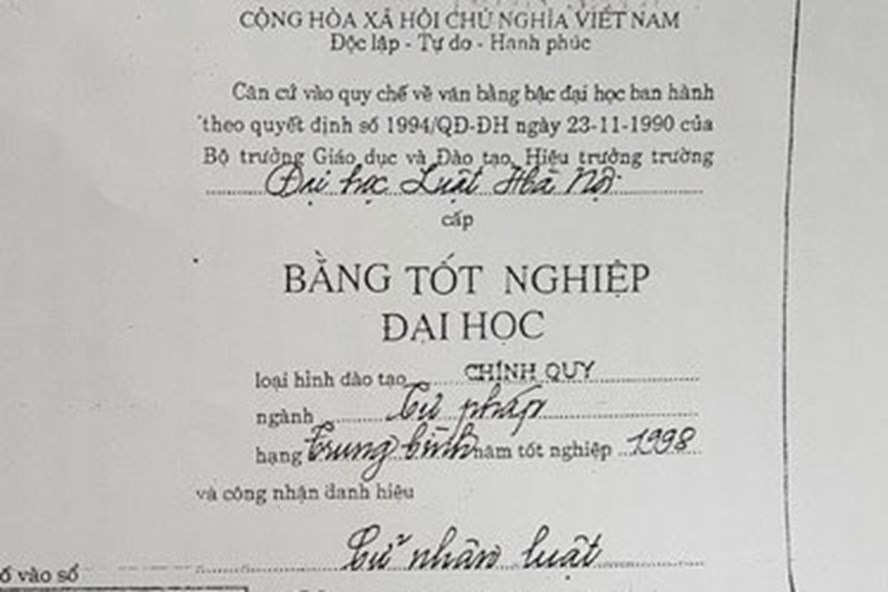 CỘNG HÒA XÃ HỘI CHỦ NGHĨA VIỆT NAM
Độc lập - Tự do - Hạnh phúc
Căn cứ vào quy chế về văn bằng bậc đại học ban hành
theo quyết định số 1994/QĐ-ĐH ngày 23-11-1990 của
Bộ trưởng Giáo dục và Đào tạo, Hiệu trưởng trường
Đại học Luật Hà Nội
cấp
BẰNG TỐT NGHIỆP
ĐẠI HỌC
loại hình đào tạo CHÍNH QUY
ngành Tư pháp
hạng Trung bình năm tốt nghiệp 1998
và công nhận danh hiệu
Cử nhân luật
ố vào sổ